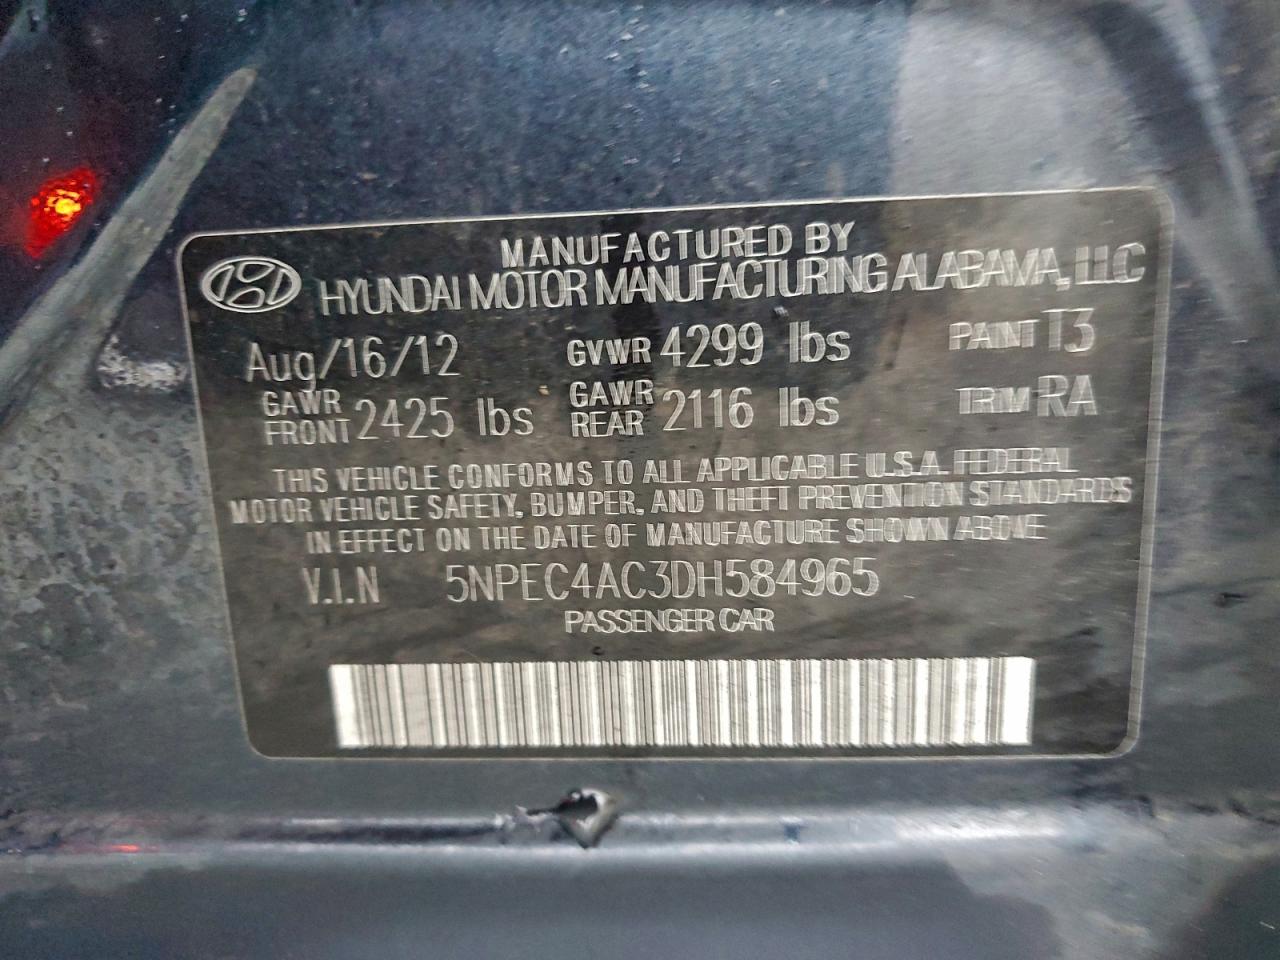 MANUFACTURED BY
HYUNDAI MOTOR MANUFACTURING ALABAMA, LLC
Aug/16/12 GVWR 4299 lbs PAINT T3
GAWR FRONT 2425 lbs GAWR REAR 2116 lbs TRIM RA
THIS VEHICLE CONFORMS TO ALL APPLICABLE U.S.A. FEDERAL
MOTOR VEHICLE SAFETY, BUMPER, AND THEFT PREVENTION STANDARDS
IN EFFECT ON THE DATE OF MANUFACTURE SHOWN ABOVE
V.I.N 5NPEC4AC3DH584965
PASSENGER CAR